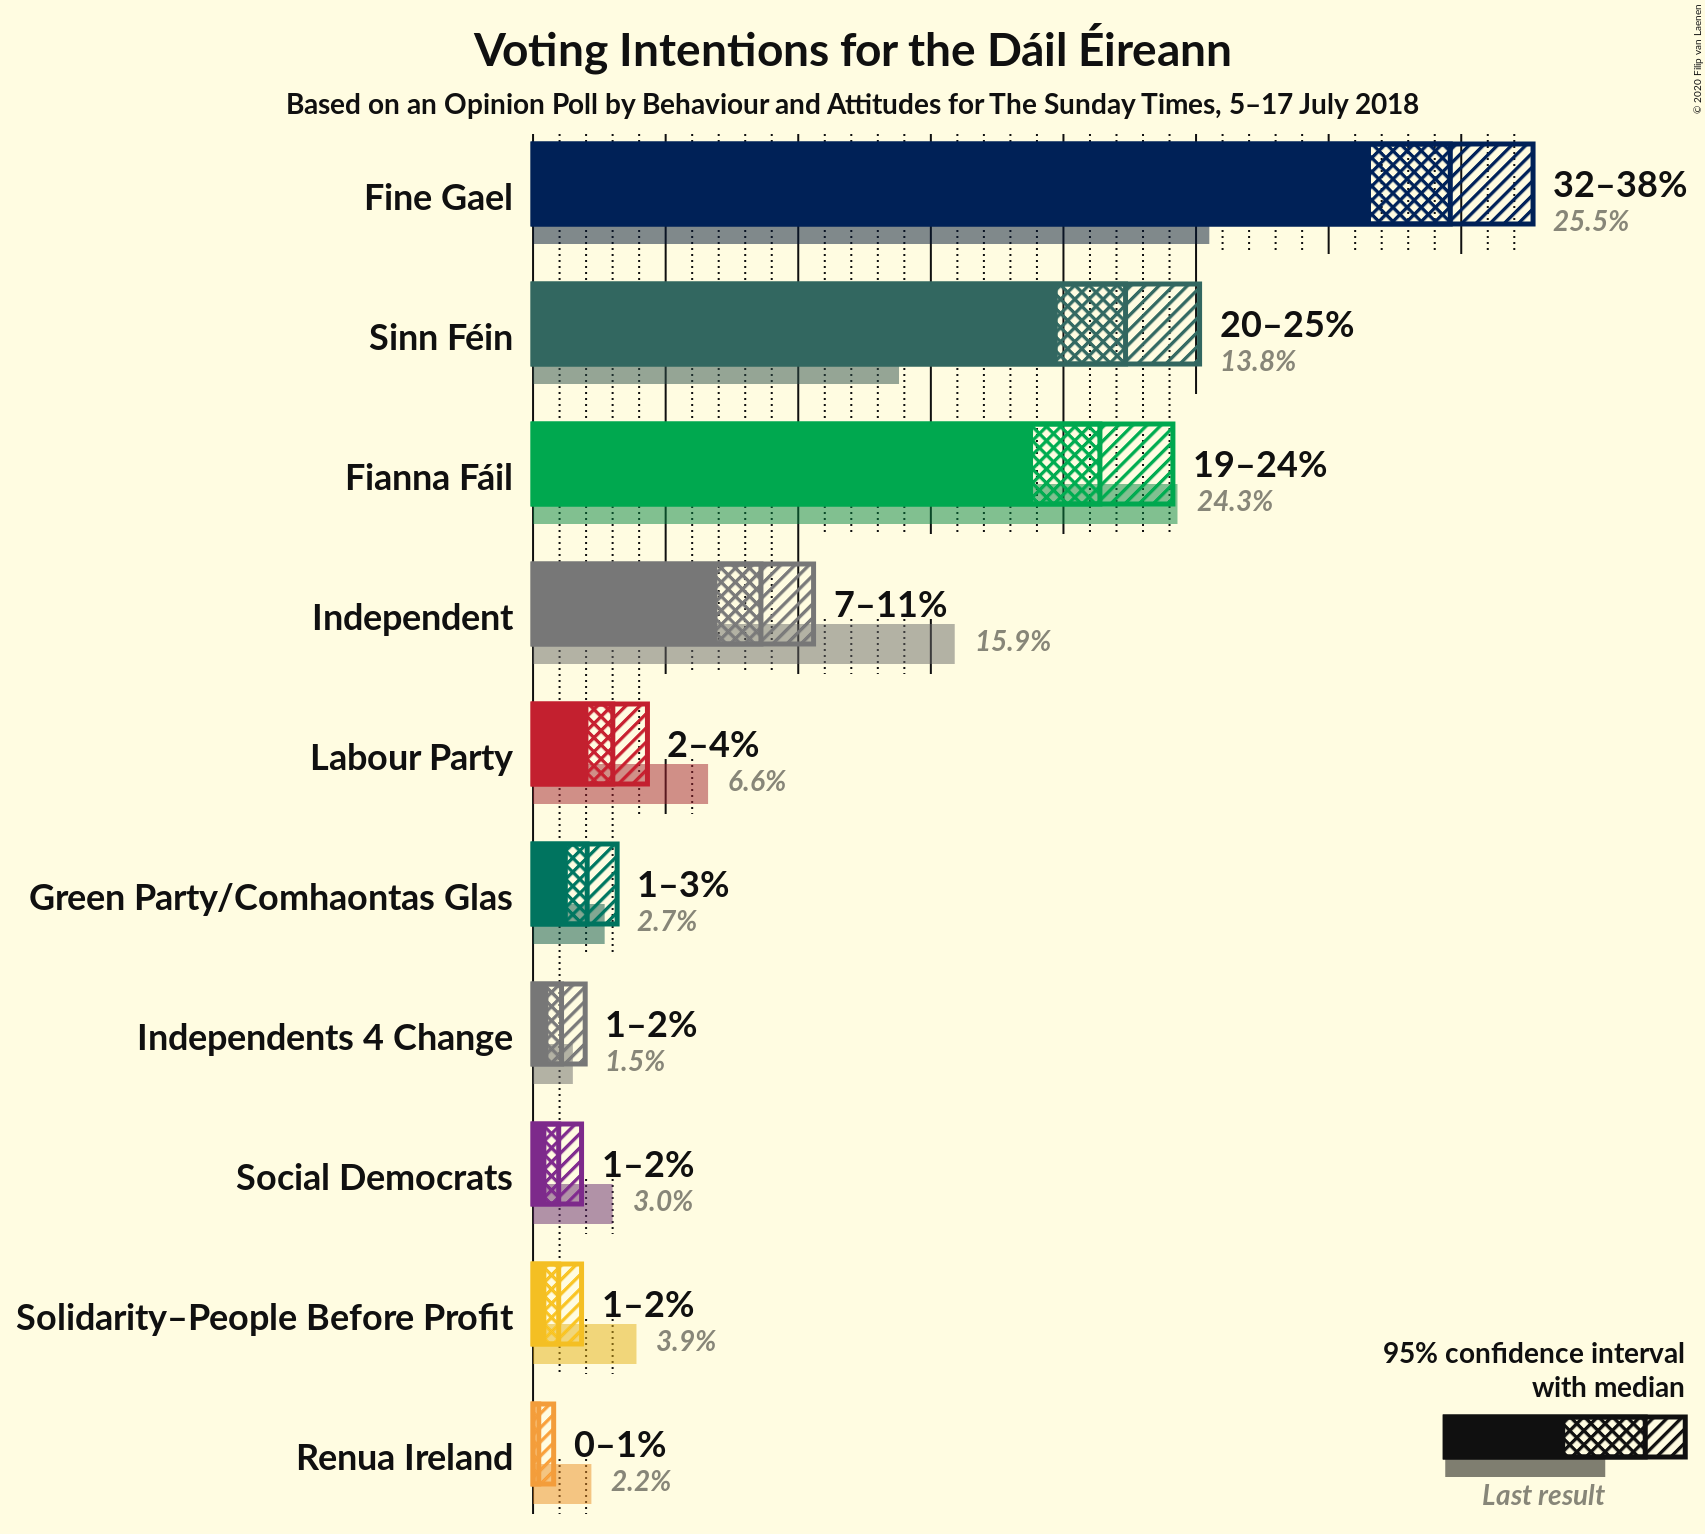 Voting Intentions for the Dáil Éireann
Based on an Opinion Poll by Behaviour and Attitudes for The Sunday Times, 5–17 July 2018
© 2020 Filip van Laenen
Fine Gael
32–38%
25.5%
Sinn Féin
20–25%
13.8%
Fianna Fáil
19–24%
24.3%
Independent
7–11%
15.9%
Labour Party
2–4%
6.6%
Green Party/Comhaontas Glas
1–3%
2.7%
Independents 4 Change
1–2%
1.5%
Social Democrats
1–2%
3.0%
Solidarity–People Before Profit
1–2%
3.9%
Renua Ireland
0–1%
2.2%
95% confidence interval
with median
Last result